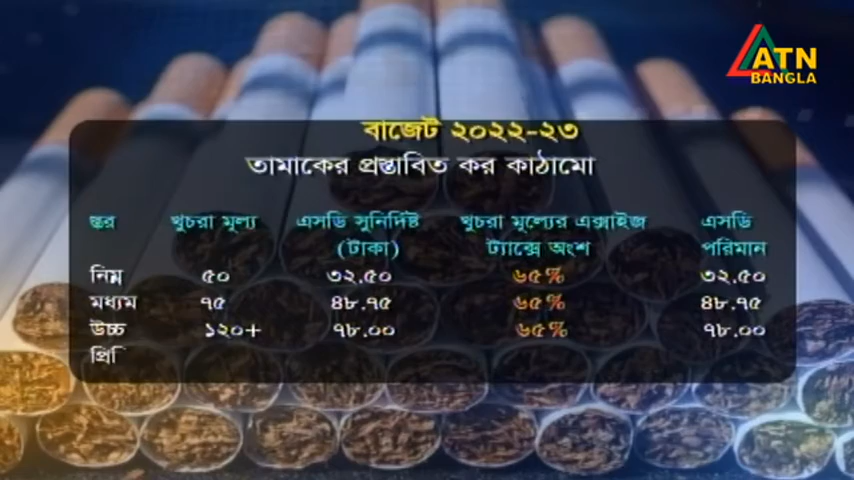 ATN
BANGLA
বাজেট ২০২২-২৩
তামাকের প্রস্তাবিত কর কাঠামো
স্তর খুচরা মূল্য এসডি সুনির্দিষ্ট (টাকা) খুচরা মূল্যের এক্সাইজ ট্যাক্সে অংশ এসডি পরিমান
নিম্ন ৫০ ৩২.৫০ ৬৫% ৩২.৫০
মধ্যম ৭৫ ৪৮.৭৫ ৬৫% ৪৮.৭৫
উচ্চ ১২০+ ৭৮.০০ ৬৫% ৭৮.০০
প্রি